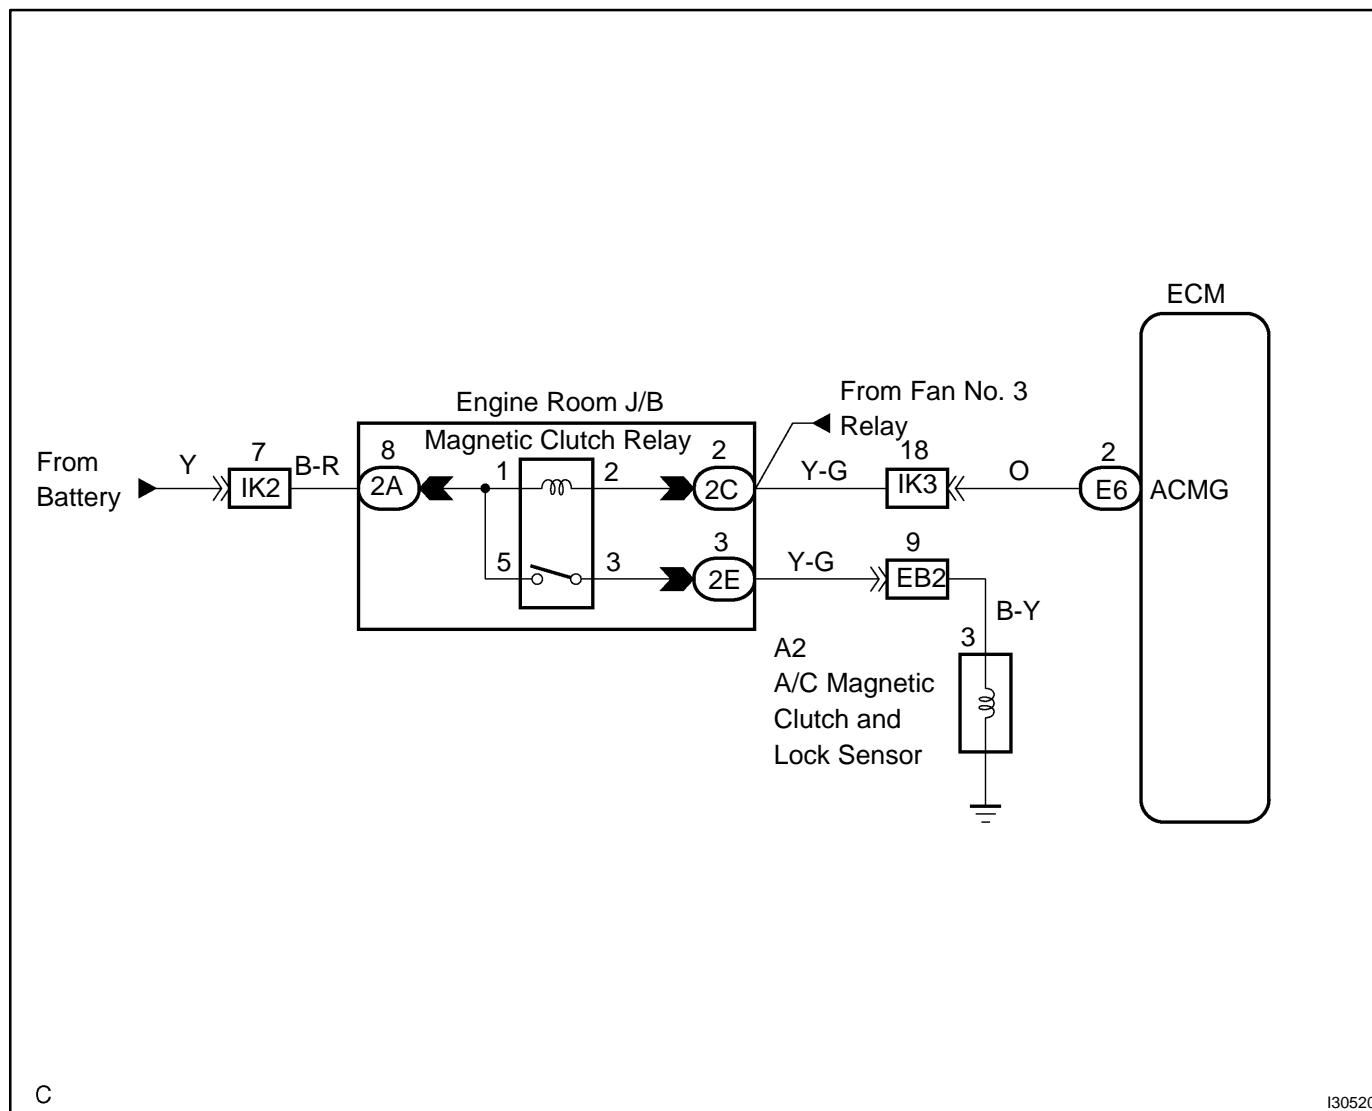 ECM
From Fan No. 3
Relay
Engine Room J/B
Magnetic Clutch Relay
From
Battery
Y
7
IK2
B-R
8
2A
1
2
2
2C
Y-G
18
IK3
O
2
E6
ACMG
5
3
3
2E
Y-G
9
EB2
B-Y
3
A2
A/C Magnetic
Clutch and
Lock Sensor
C
I30520